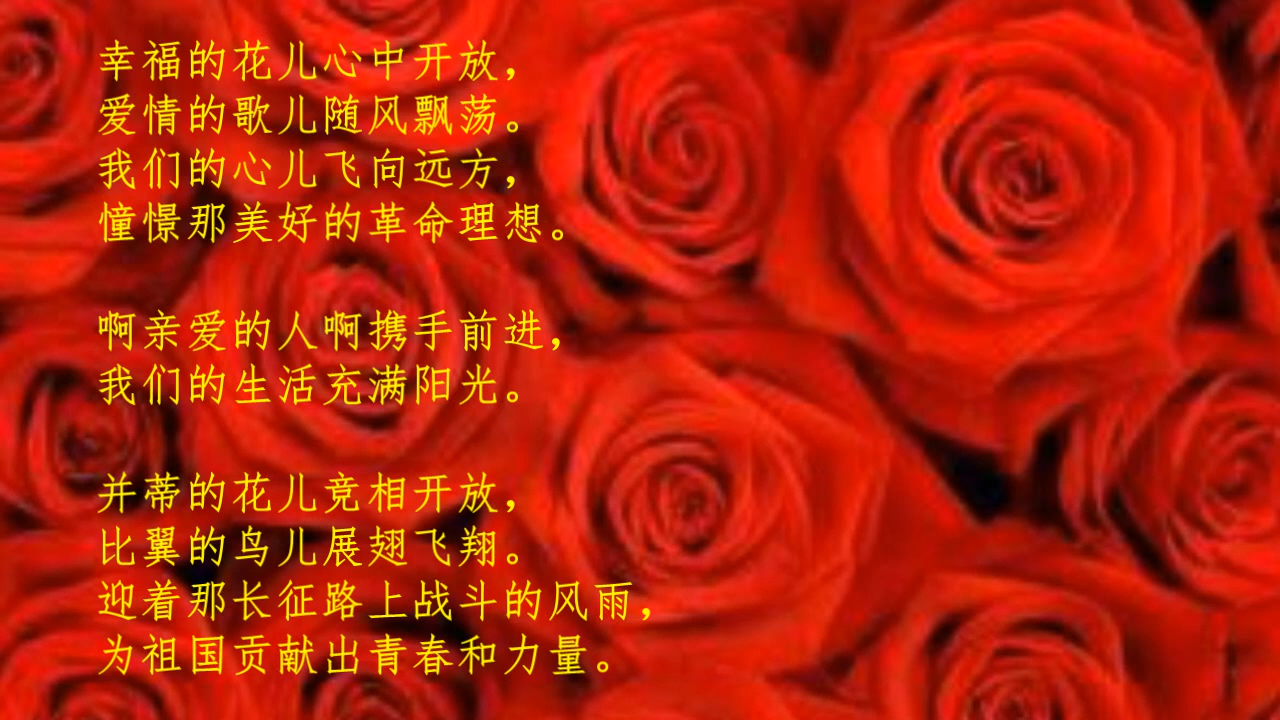 幸福的花儿心中开放，
爱情的歌儿随风飘荡。
我们的心儿飞向远方，
憧憬那美好的革命理想。
啊亲爱的人啊携手前进，
我们的生活充满阳光。
并蒂的花儿竞相开放，
比翼的鸟儿展翅飞翔。
迎着那长征路上战斗的风雨，
为祖国贡献出青春和力量。